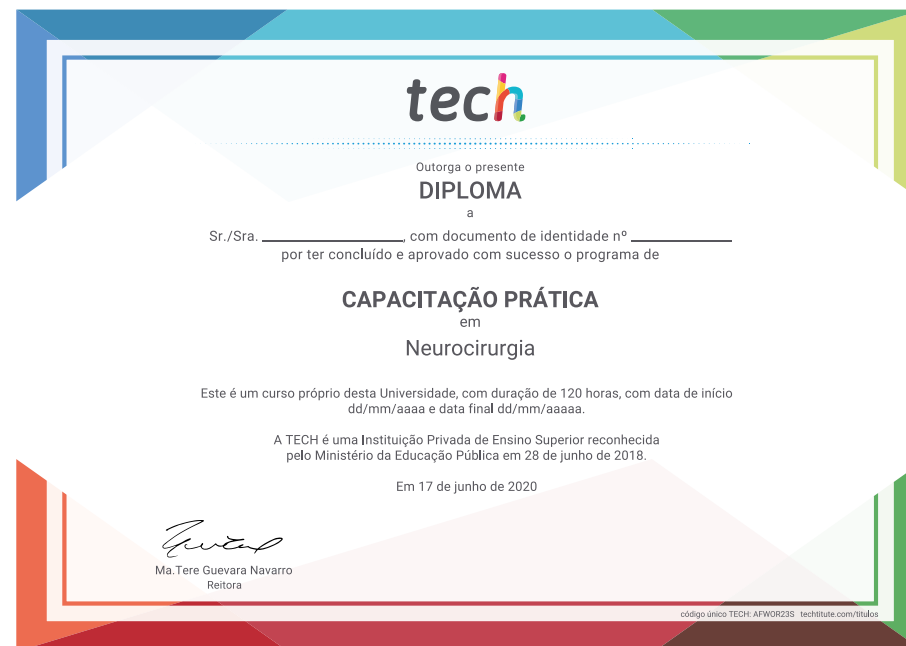 tech
Outorga o presente
DIPLOMA
a
Sr./Sra. __________________, com documento de identidade nº _____________
por ter concluído e aprovado com sucesso o programa de
CAPACITAÇÃO PRÁTICA
em
Neurocirurgia
Este é um curso próprio desta Universidade, com duração de 120 horas, com data de início
dd/mm/aaaa e data final dd/mm/aaaaa.
A TECH é uma Instituição Privada de Ensino Superior reconhecida
pelo Ministério da Educação Pública em 28 de junho de 2018.
Em 17 de junho de 2020
Ma.Tere Guevara Navarro
Reitora
código único TECH: AFWOR23S techtitute.com/titulos